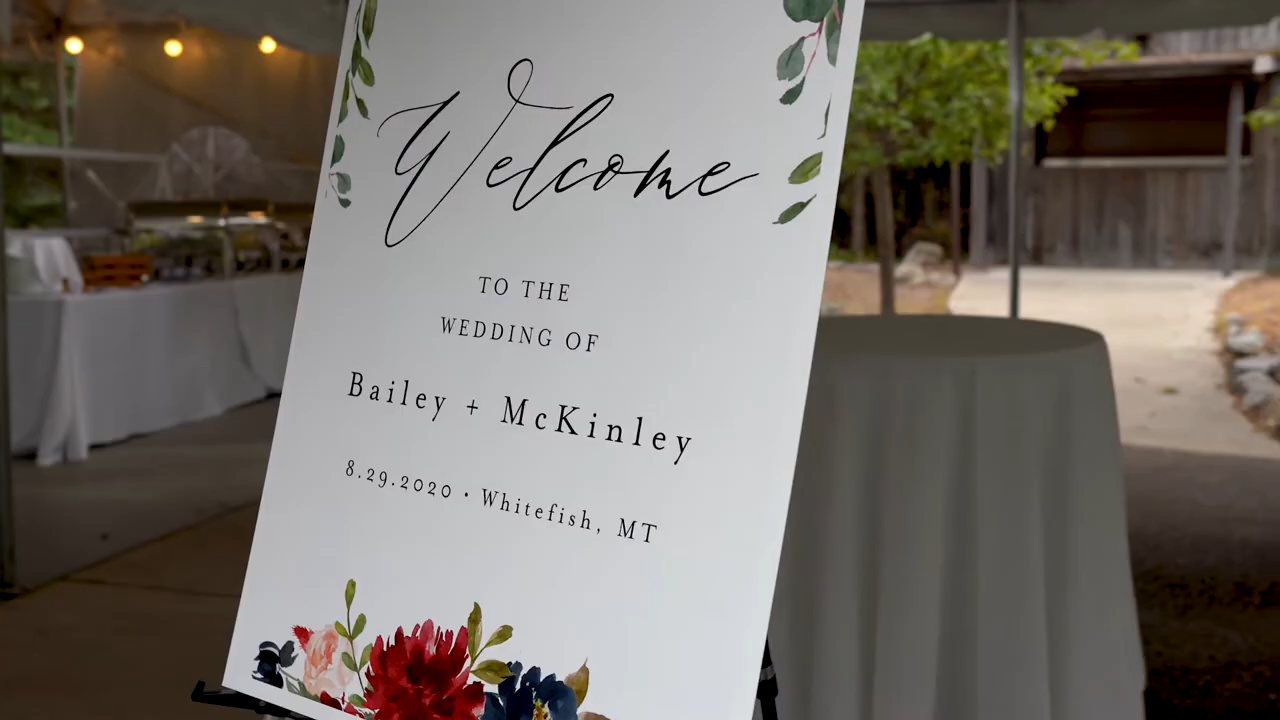 Welcome
TO THE
WEDDING OF
Bailey + McKinley
8.29.2020 • Whitefish, MT